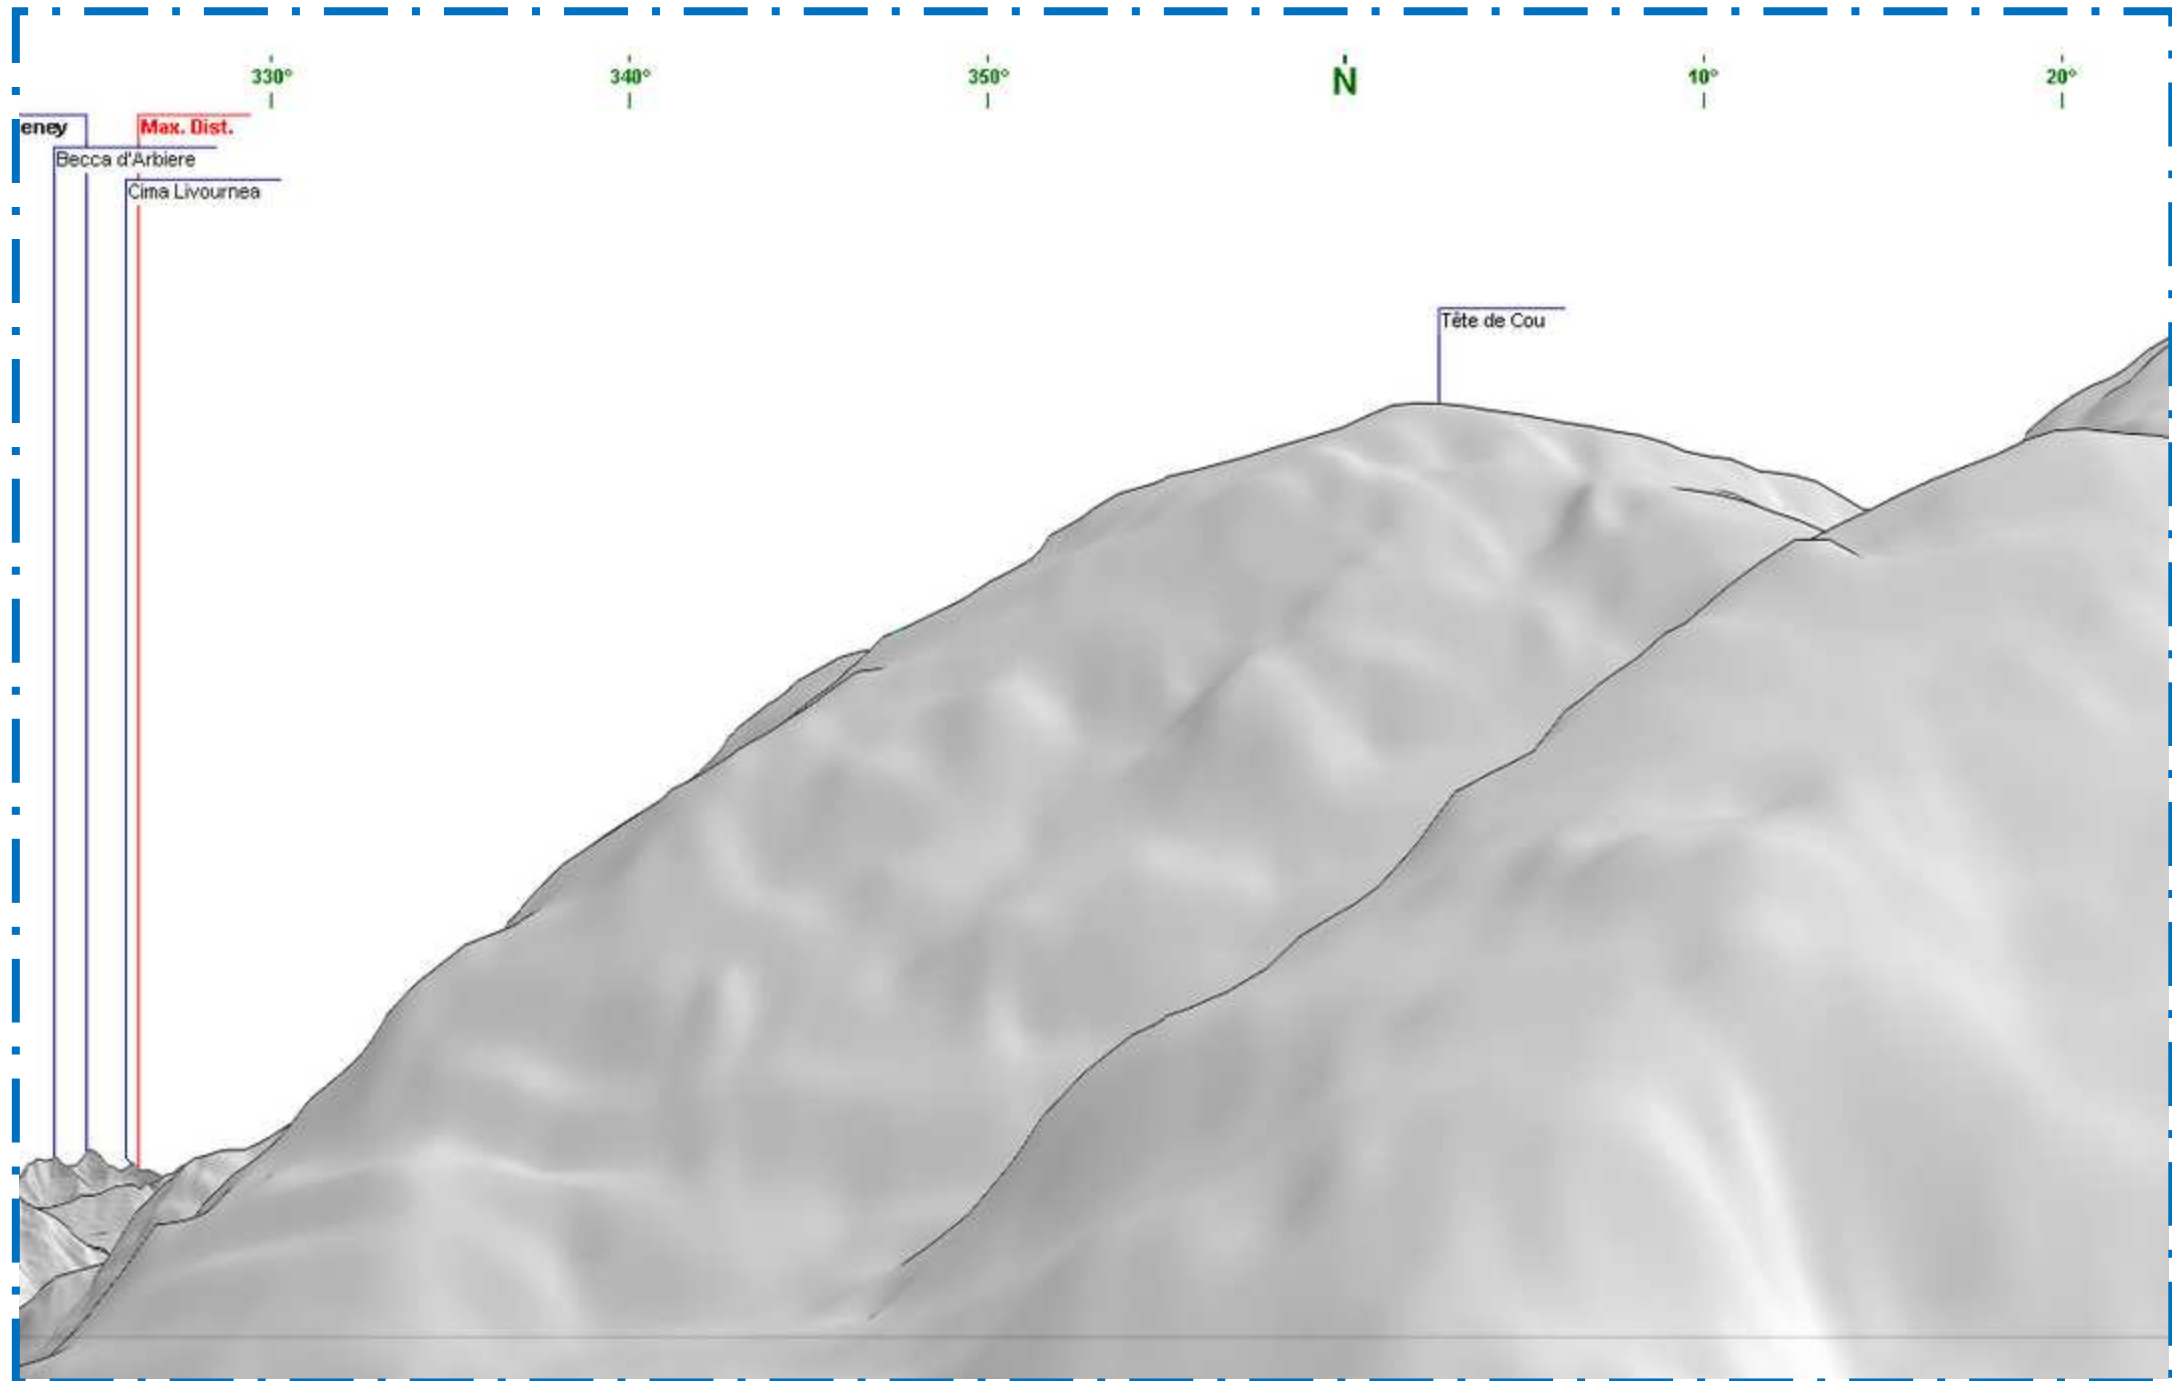 330° 340° 350° N 10° 20°
eney Max. Dist.
Becca d'Arbiere
Cima Livournea
Tête de Cou